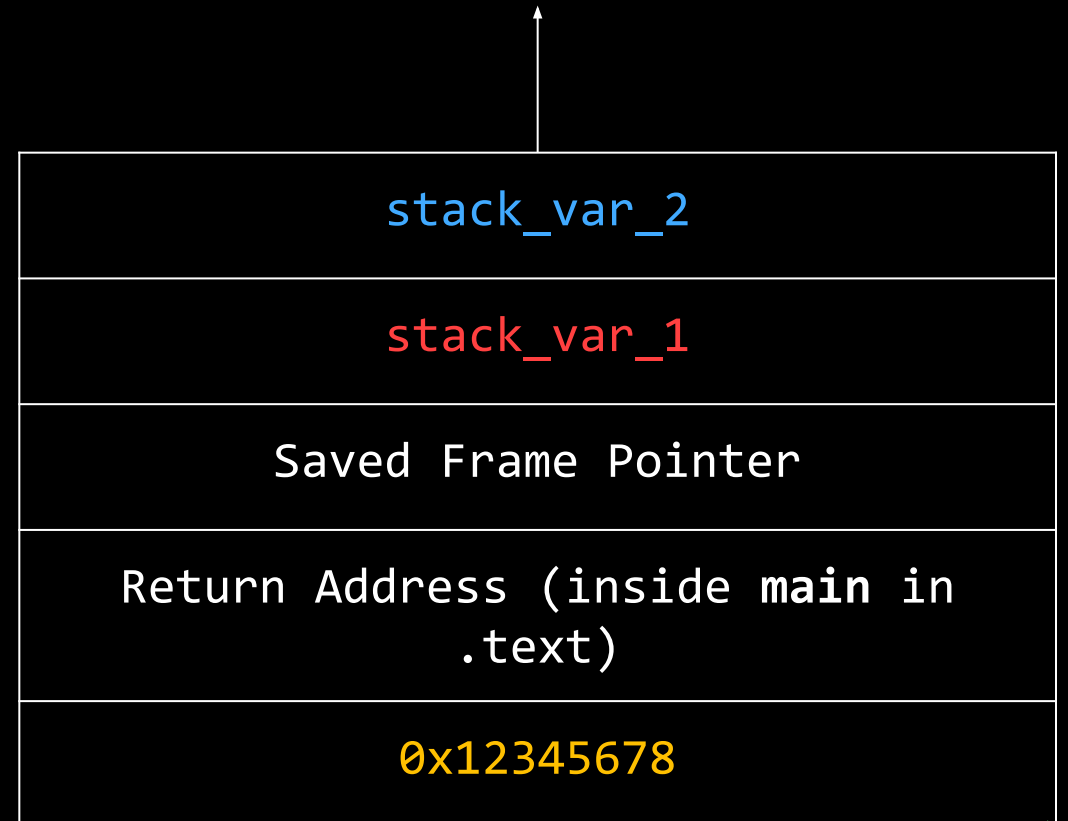 stack_var_2
stack_var_1
Saved Frame Pointer
Return Address (inside main in
.text)
0x12345678